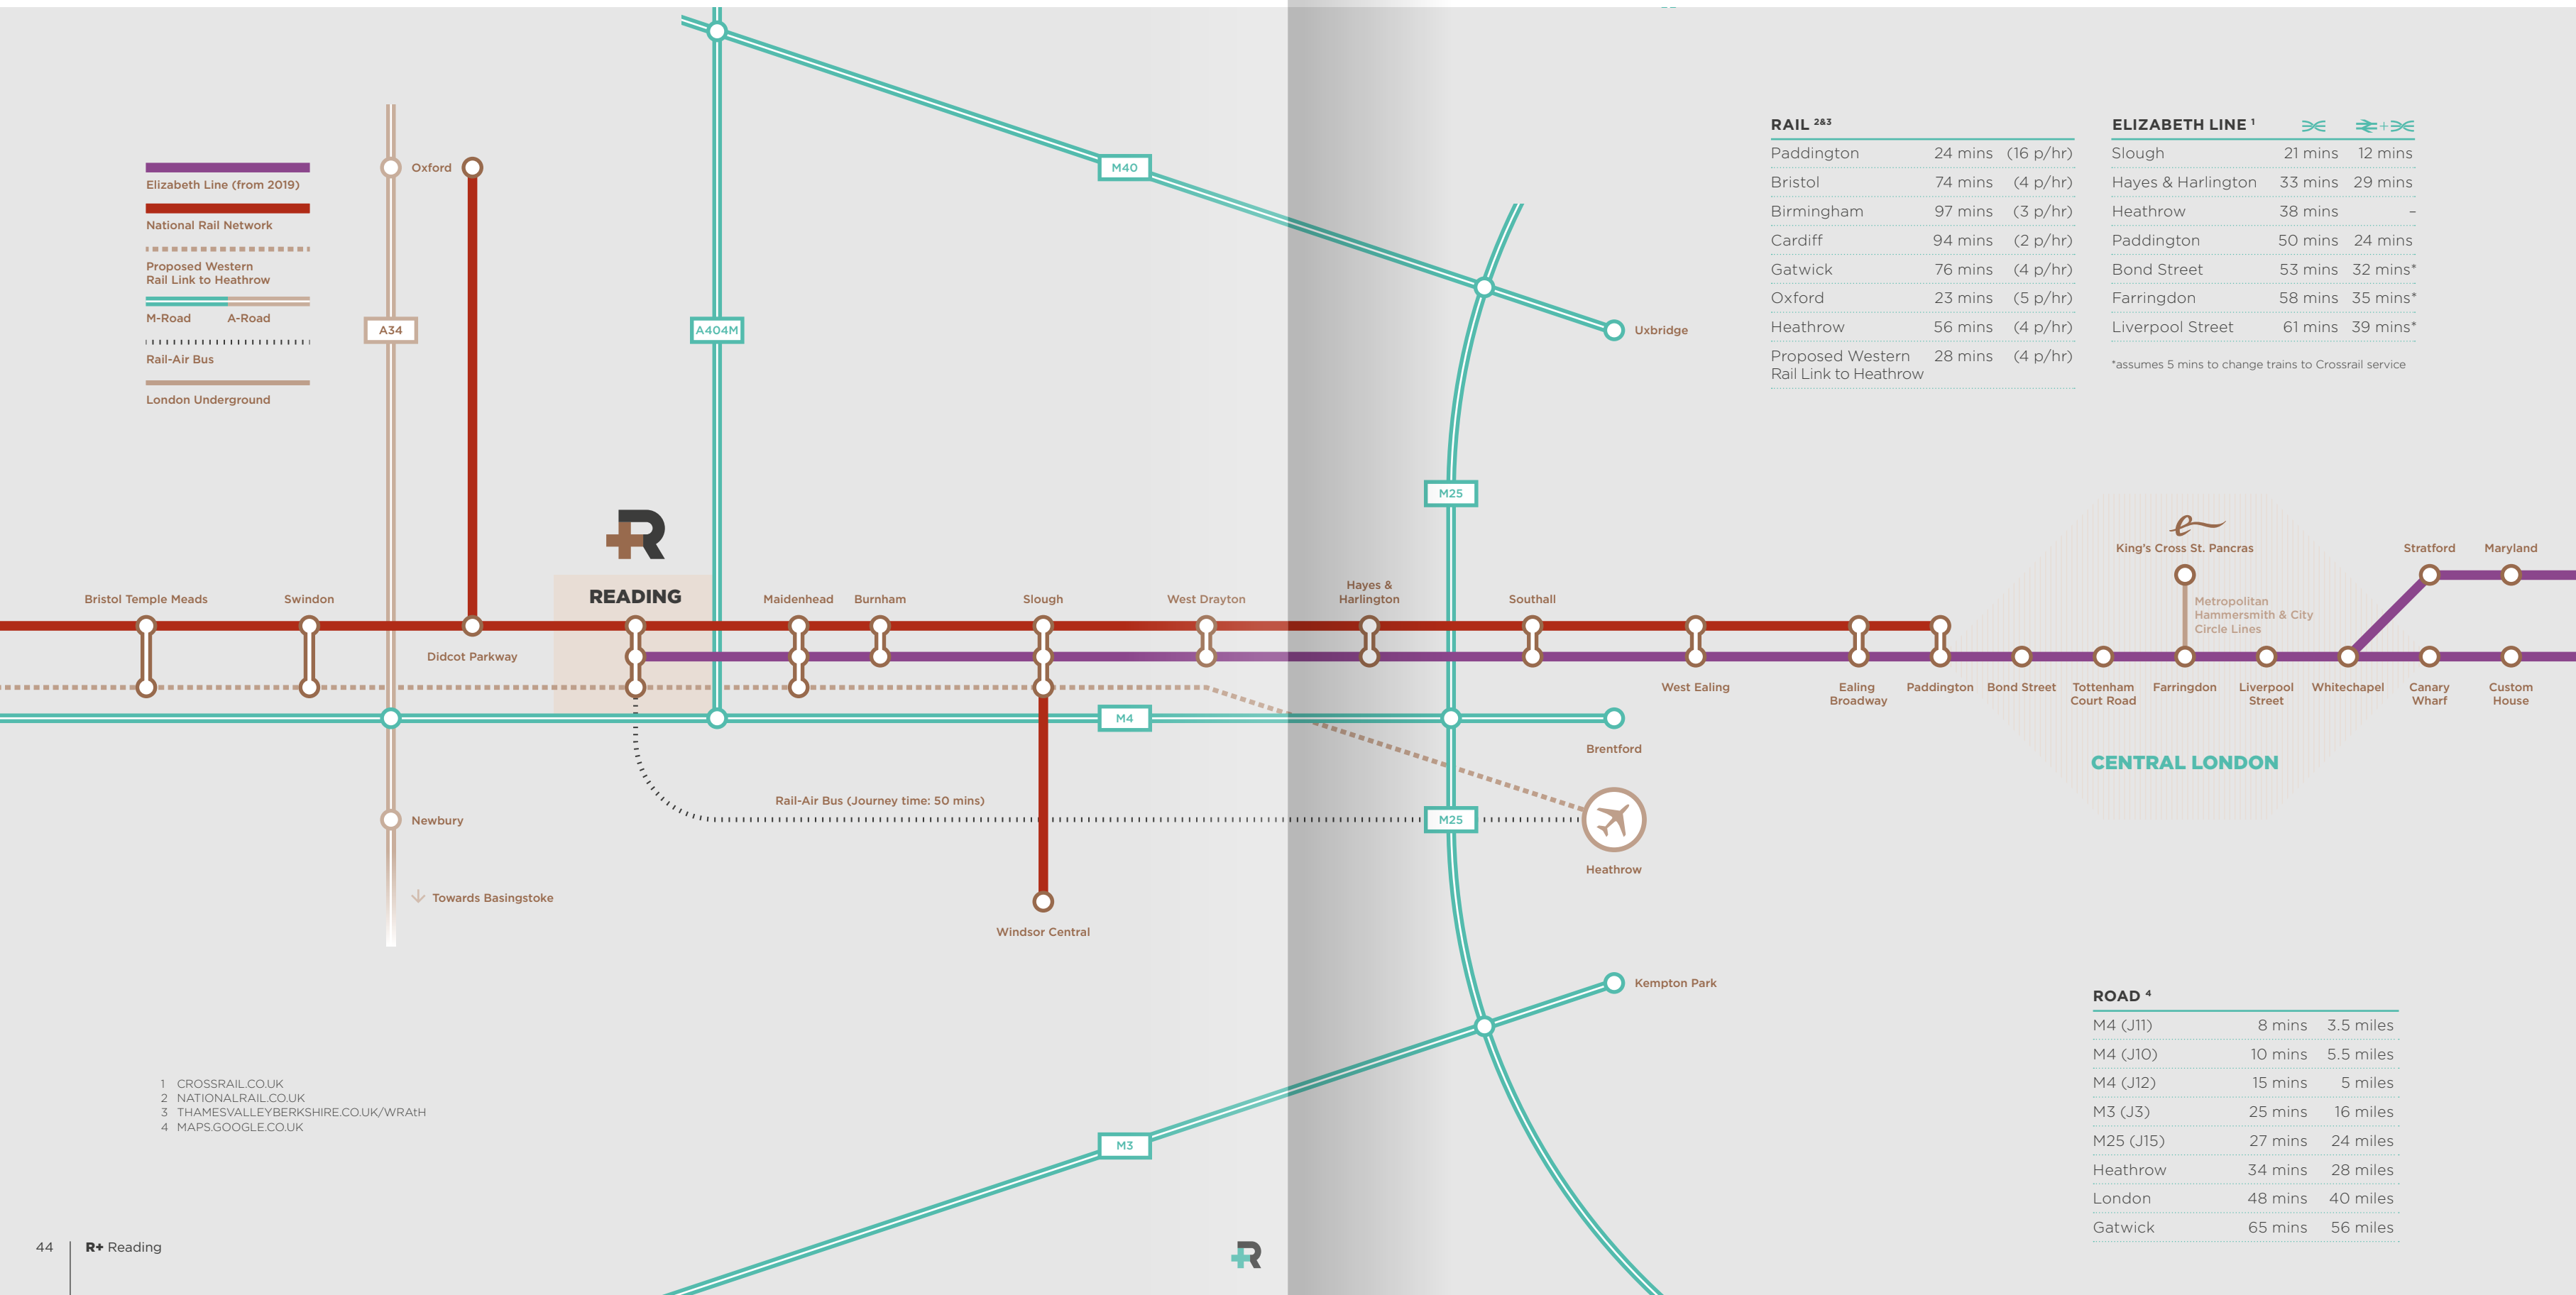 Elizabeth Line (from 2019)
National Rail Network
Proposed Western
Rail Link to Heathrow
M-Road A-Road
Rail-Air Bus
London Underground
Oxford
A34
A404M
M40
Uxbridge
M25
RAIL 2&3
Paddington 24 mins (16 p/hr)
Bristol 74 mins (4 p/hr)
Birmingham 97 mins (3 p/hr)
Cardiff 94 mins (2 p/hr)
Gatwick 76 mins (4 p/hr)
Oxford 23 mins (5 p/hr)
Heathrow 56 mins (4 p/hr)
Proposed Western 28 mins (4 p/hr)
Rail Link to Heathrow
ELIZABETH LINE 1 +
Slough 21 mins 12 mins
Hayes & Harlington 33 mins 29 mins
Heathrow 38 mins –
Paddington 50 mins 24 mins
Bond Street 53 mins 32 mins*
Farringdon 58 mins 35 mins*
Liverpool Street 61 mins 39 mins*
*assumes 5 mins to change trains to Crossrail service
+R
READING
Bristol Temple Meads
Swindon
Didcot Parkway
Maidenhead
Burnham
Slough
West Drayton
Hayes &
Harlington
Southall
West Ealing
Ealing
Broadway
Paddington
Bond Street
Tottenham
Court Road
Farringdon
Liverpool
Street
Whitechapel
Canary
Wharf
Custom
House
e
King's Cross St. Pancras
Metropolitan
Hammersmith & City
Circle Lines
Stratford
Maryland
CENTRAL LONDON
M4
Brentford
Rail-Air Bus (Journey time: 50 mins)
M25
Heathrow
Newbury
Towards Basingstoke
Windsor Central
Kempton Park
M3
ROAD 4
M4 (J11) 8 mins 3.5 miles
M4 (J10) 10 mins 5.5 miles
M4 (J12) 15 mins 5 miles
M3 (J3) 25 mins 16 miles
M25 (J15) 27 mins 24 miles
Heathrow 34 mins 28 miles
London 48 mins 40 miles
Gatwick 65 mins 56 miles
1 CROSSRAIL.CO.UK
2 NATIONALRAIL.CO.UK
3 THAMESVALLEYBERKSHIRE.CO.UK/WRAtH
4 MAPS.GOOGLE.CO.UK
44 R+ Reading
+R